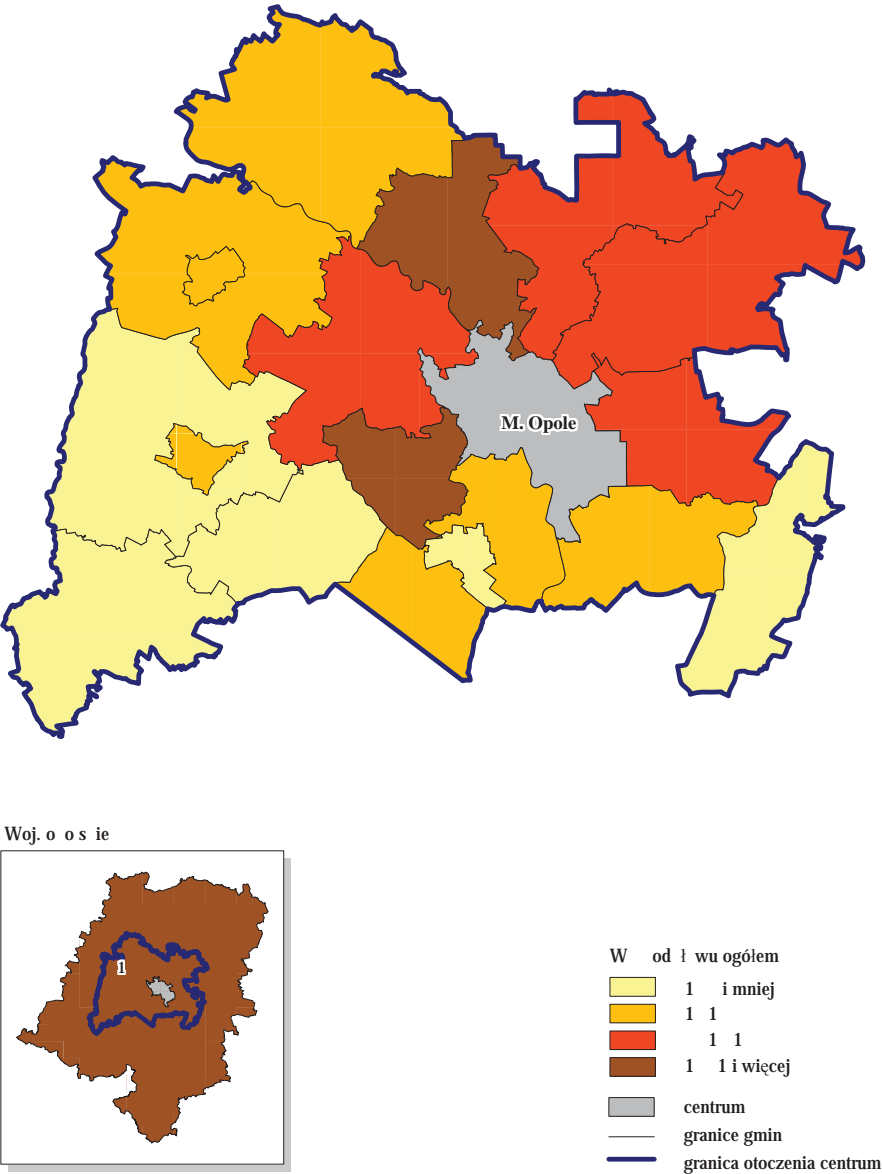 M. Opole
Woj. o o s ie
1
W od ł wu ogółem
1 i mniej
1 1
1 1
1 1 i więcej
centrum
granice gmin
granica otoczenia centrum